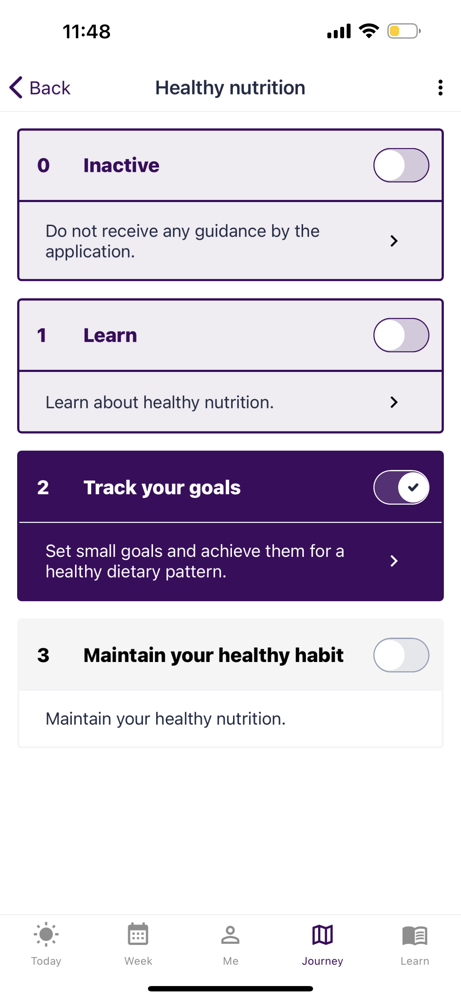 11:48
Back
Healthy nutrition
0 Inactive
Do not receive any guidance by the
application.
1 Learn
Learn about healthy nutrition.
2 Track your goals
Set small goals and achieve them for a
healthy dietary pattern.
3 Maintain your healthy habit
Maintain your healthy nutrition.
Today Week Me Journey Learn